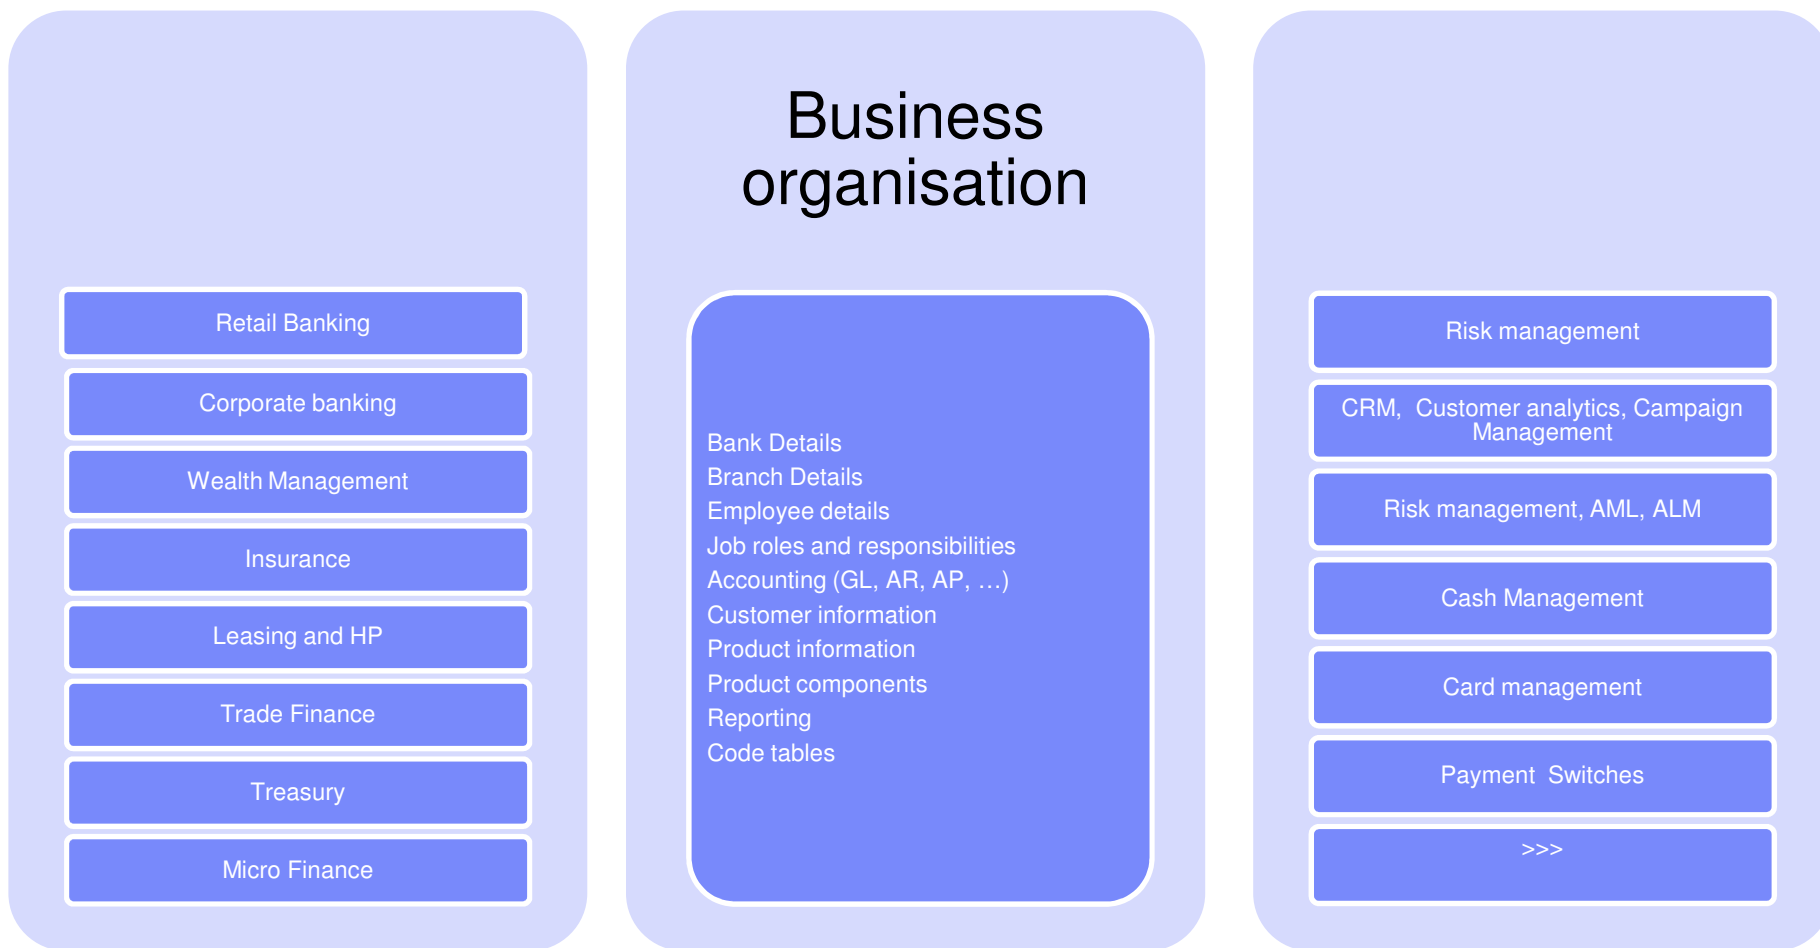 Business
organisation
Retail Banking
Corporate banking
Wealth Management
Insurance
Leasing and HP
Trade Finance
Treasury
Micro Finance
Bank Details
Branch Details
Employee details
Job roles and responsibilities
Accounting (GL, AR, AP, …)
Customer information
Product information
Product components
Reporting
Code tables
Risk management
CRM,  Customer analytics, Campaign
Management
Risk management, AML, ALM
Cash Management
Card management
Payment  Switches
>>>